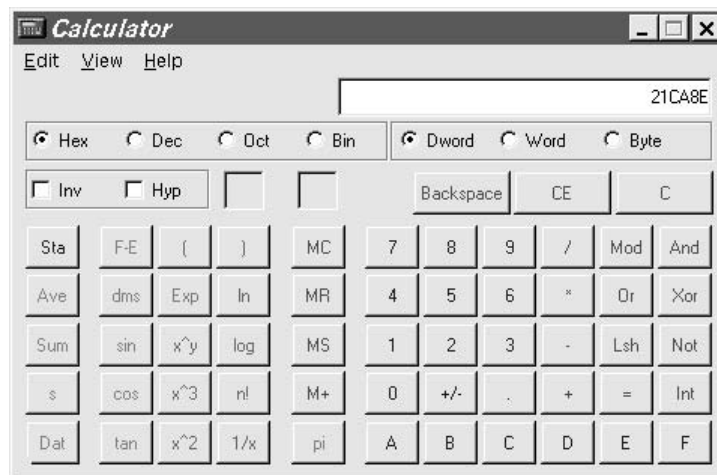 Calculator
Edit View Help
21CA8E
Hex Dec Oct Bin Dword Word Byte
Inv Hyp Backspace CE C
Sta F-E ( ) MC 7 8 9 / Mod And
Ave dms Exp ln MR 4 5 6 * Or Xor
Sum sin x^y log MS 1 2 3 - Lsh Not
s cos x^3 n! M+ 0 +/- . + = Int
Dat tan x^2 1/x pi A B C D E F